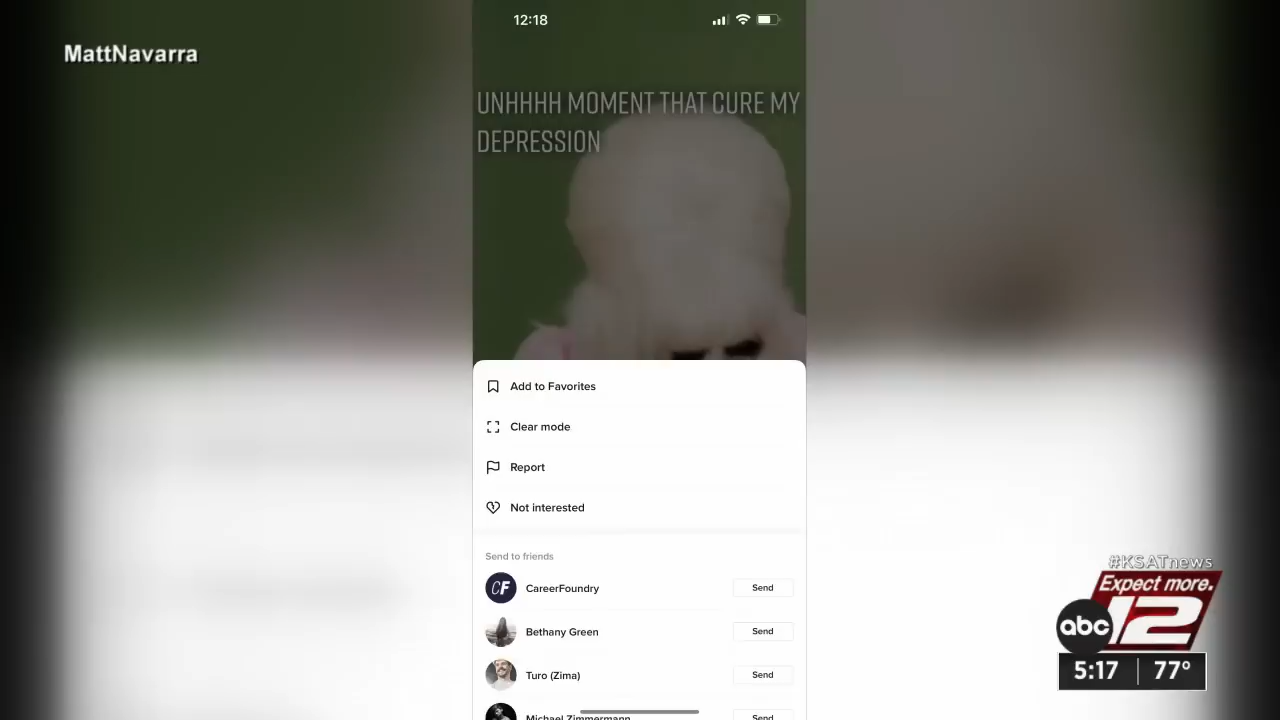 MattNavarra
12:18
UNHHHH MOMENT THAT CURE MY
DEPRESSION
Add to Favorites
Clear mode
Report
Not interested
Send to friends
CF
CareerFoundry
Send
Bethany Green
Send
Turo (Zima)
Send
Michael Zimmermann
Send
#KSATnews
Expect more.
abc
12
5:17
77°